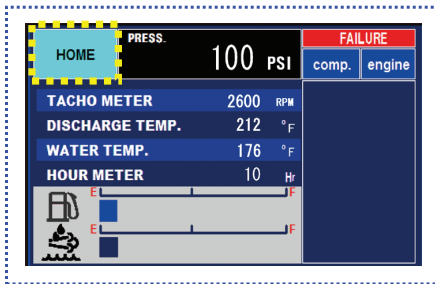 HOME
PRESS.
100 PSI
FAILURE
comp. engine
TACHO METER 2600 RPM
DISCHARGE TEMP. 212 °F
WATER TEMP. 176 °F
HOUR METER 10 Hr
E F
E F